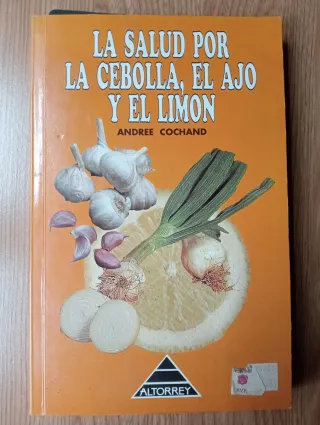 LA SALUD POR
LA CEBOLLA, EL AJO
Y EL LIMON
ANDREE COCHAND
ALTORREY